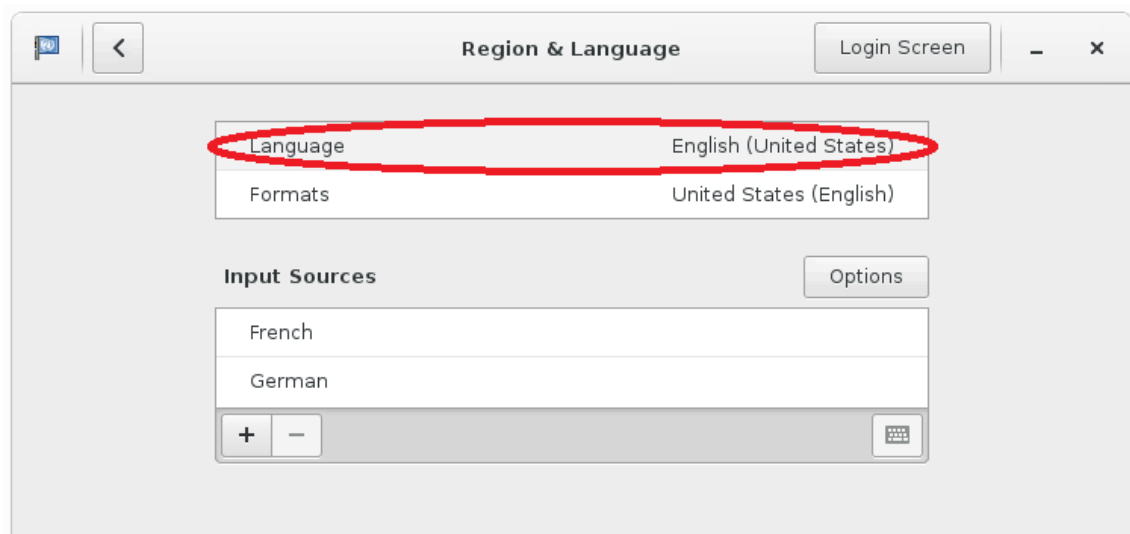 Region & Language
Login Screen
Language English (United States)
Formats United States (English)
Input Sources
Options
French
German